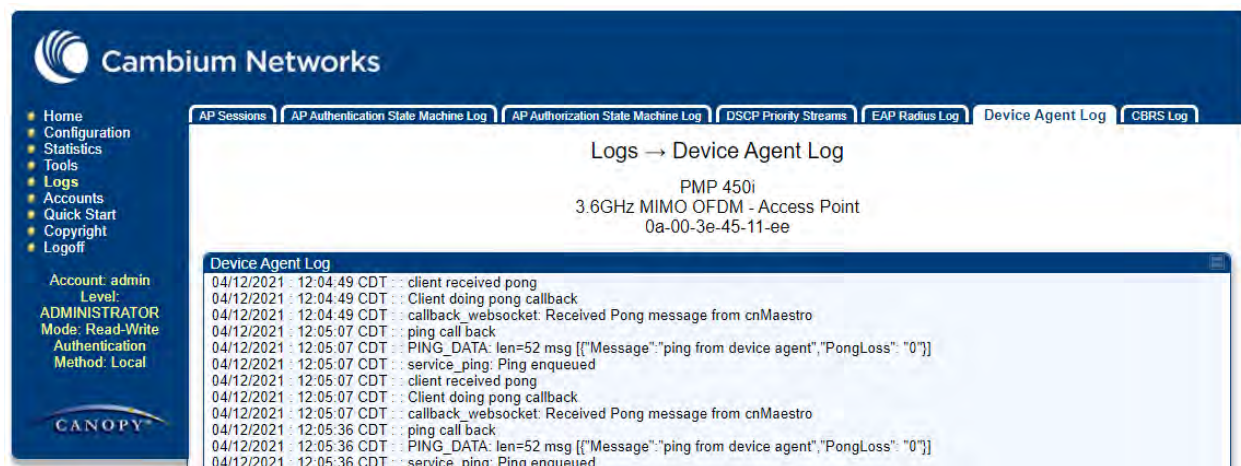 Cambium Networks
Home
Configuration
Statistics
Tools
Logs
Accounts
Quick Start
Copyright
Logoff
Account: admin
Level:
ADMINISTRATOR
Mode: Read-Write
Authentication
Method: Local
CANOPY
AP Sessions
AP Authentication State Machine Log
AP Authorization State Machine Log
DSCP Priority Streams
EAP Radius Log
Device Agent Log
CBRS Log
Logs → Device Agent Log
PMP 450i
3.6GHz MIMO OFDM - Access Point
0a-00-3e-45-11-ee
Device Agent Log
04/12/2021 : 12:04:49 CDT : : client received pong
04/12/2021 : 12:04:49 CDT : : Client doing pong callback
04/12/2021 : 12:04:49 CDT : : callback_websocket: Received Pong message from cnMaestro
04/12/2021 : 12:05:07 CDT : : ping call back
04/12/2021 : 12:05:07 CDT : : PING_DATA: len=52 msg [{"Message":"ping from device agent","PongLoss": "0"}]
04/12/2021 : 12:05:07 CDT : : service_ping: Ping enqueued
04/12/2021 : 12:05:07 CDT : : client received pong
04/12/2021 : 12:05:07 CDT : : Client doing pong callback
04/12/2021 : 12:05:07 CDT : : callback_websocket: Received Pong message from cnMaestro
04/12/2021 : 12:05:36 CDT : : ping call back
04/12/2021 : 12:05:36 CDT : : PING_DATA: len=52 msg [{"Message":"ping from device agent","PongLoss": "0"}]
04/12/2021 : 12:05:36 CDT : : service_ping: Ping enqueued